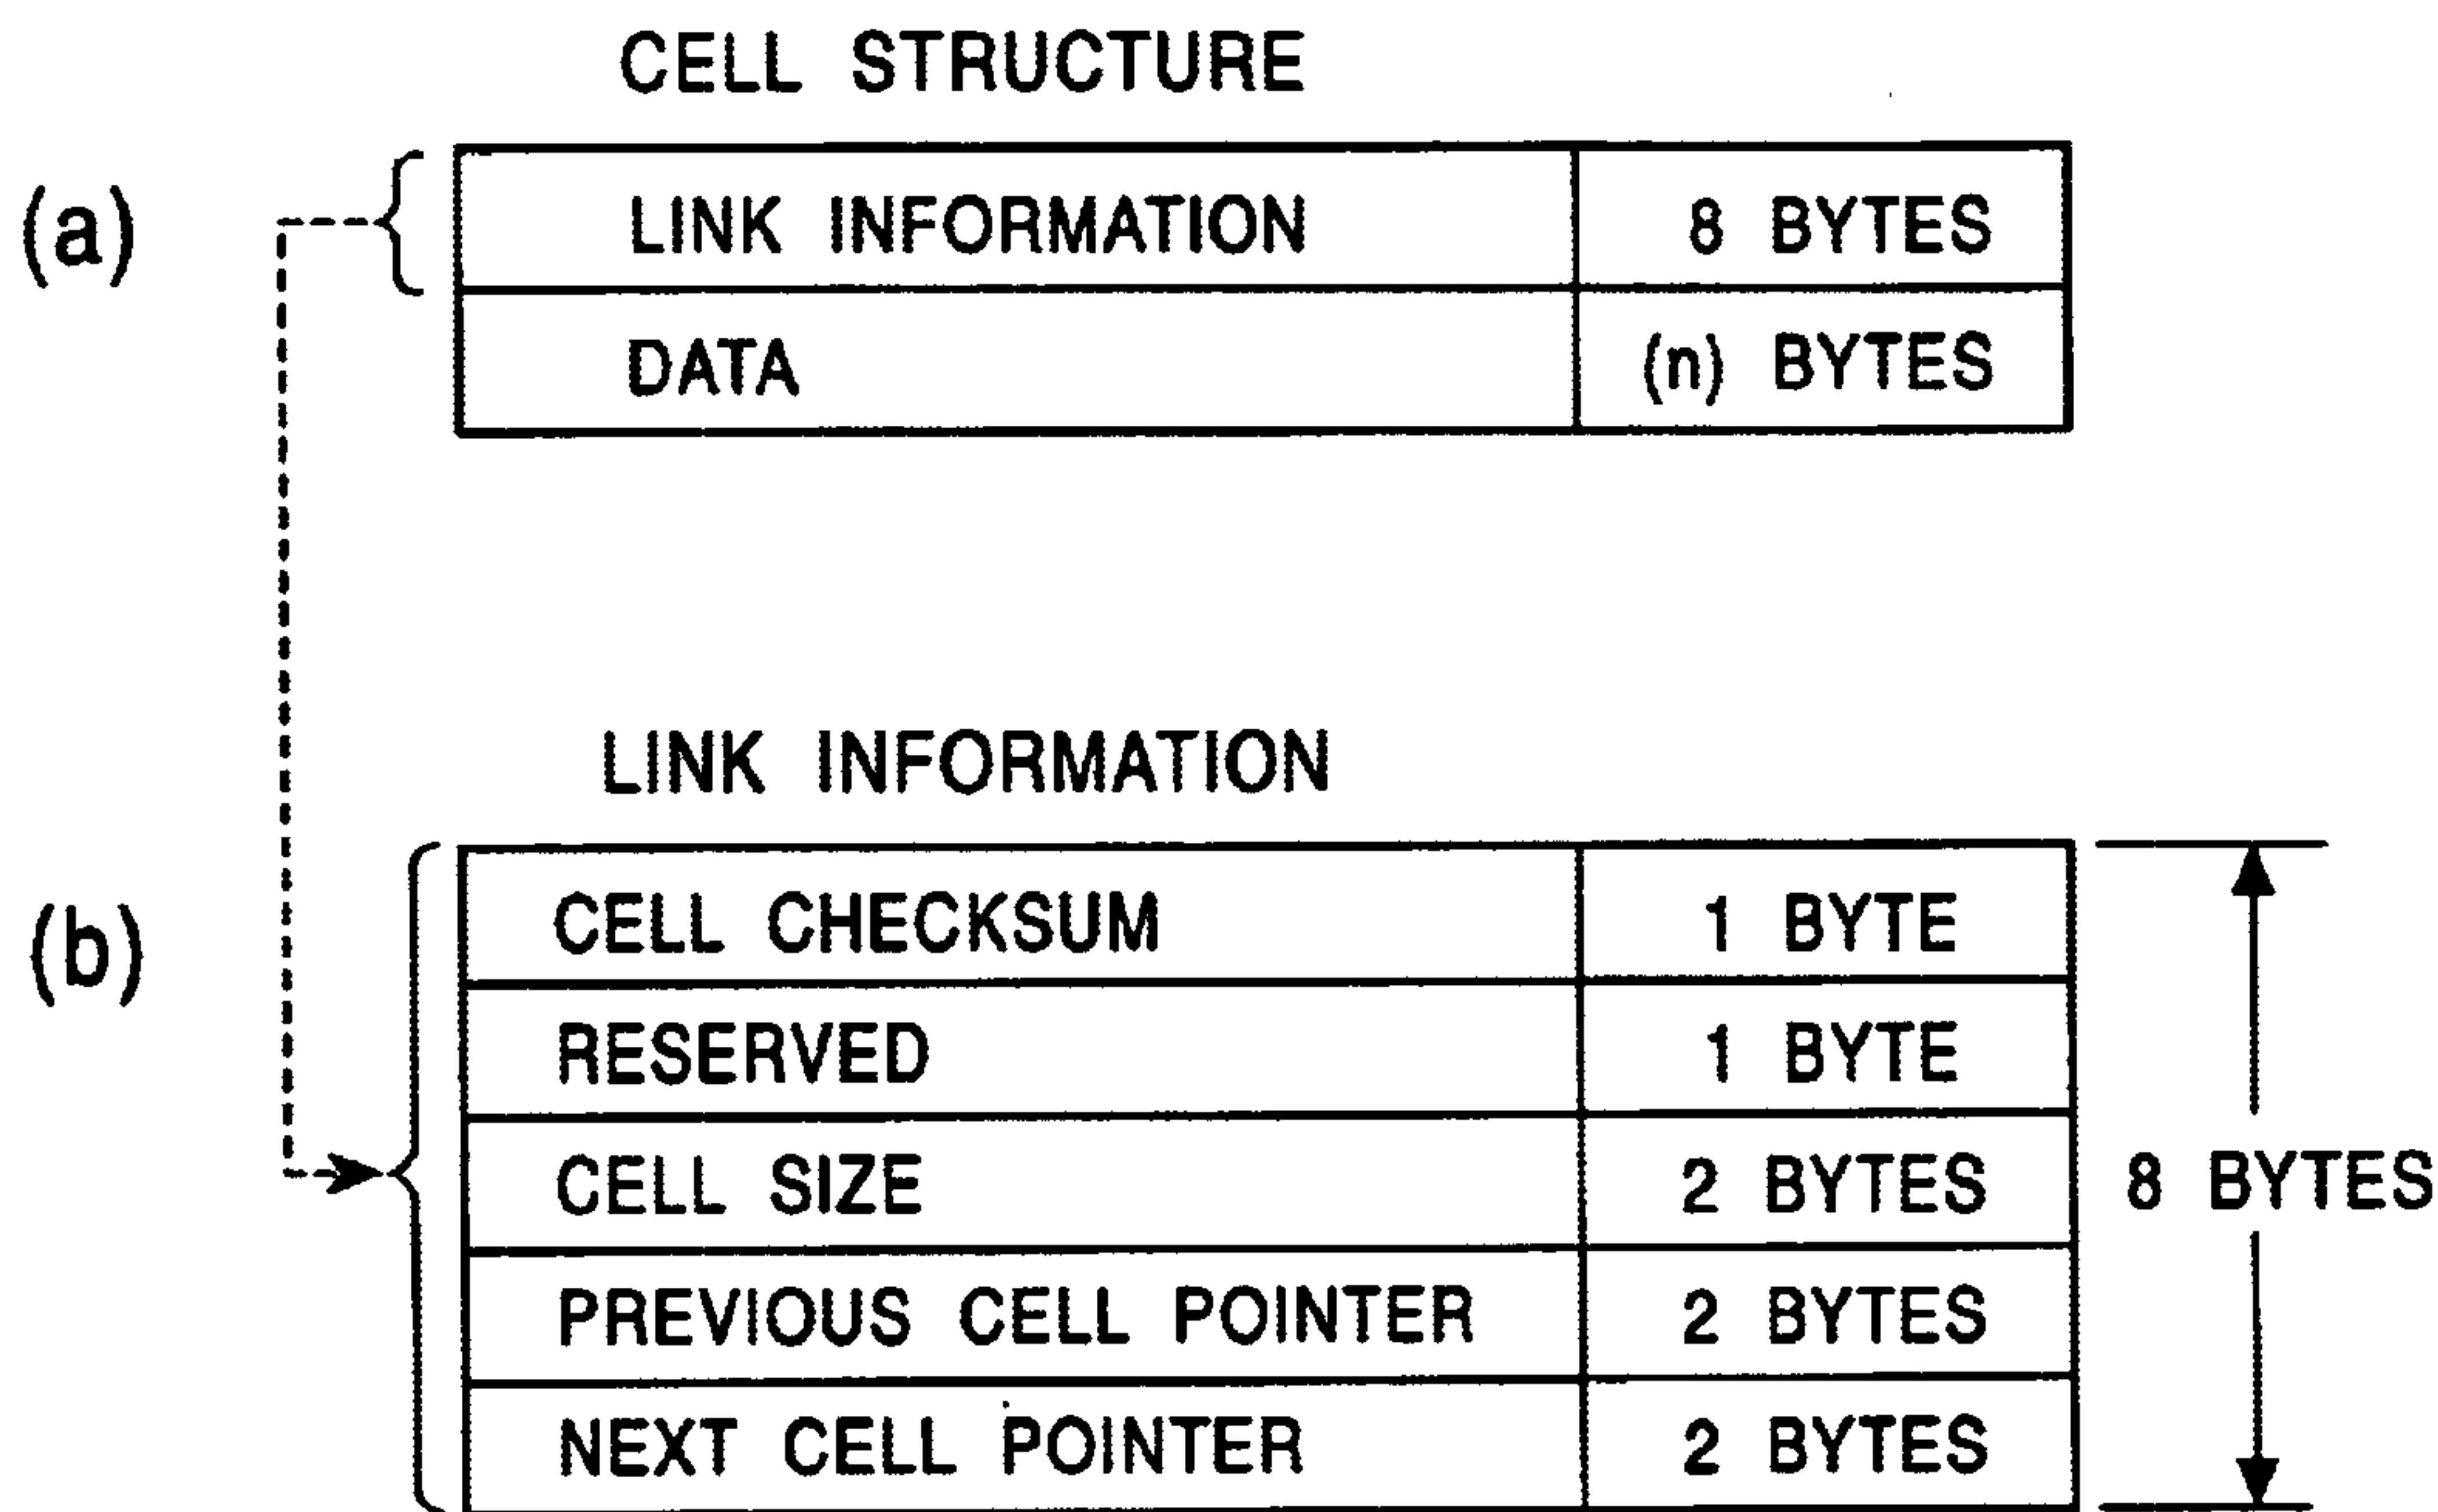 CELL STRUCTURE
(a)
LINK INFORMATION 8 BYTES
DATA (n) BYTES
LINK INFORMATION
(b)
CELL CHECKSUM 1 BYTE
RESERVED 1 BYTE
CELL SIZE 2 BYTES
8 BYTES
PREVIOUS CELL POINTER 2 BYTES
NEXT CELL POINTER 2 BYTES